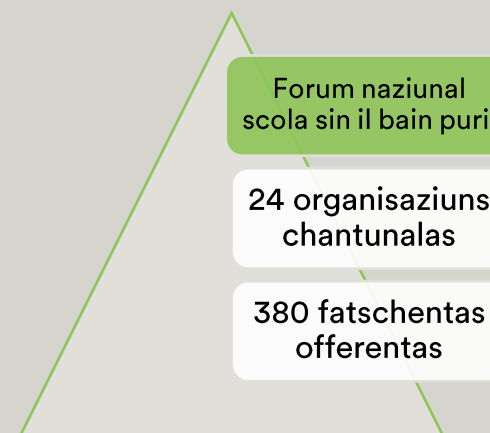 Forum naziunal
scola sin il bain puri
24 organisaziuns
chantunalas
380 fatschentas
offerentas